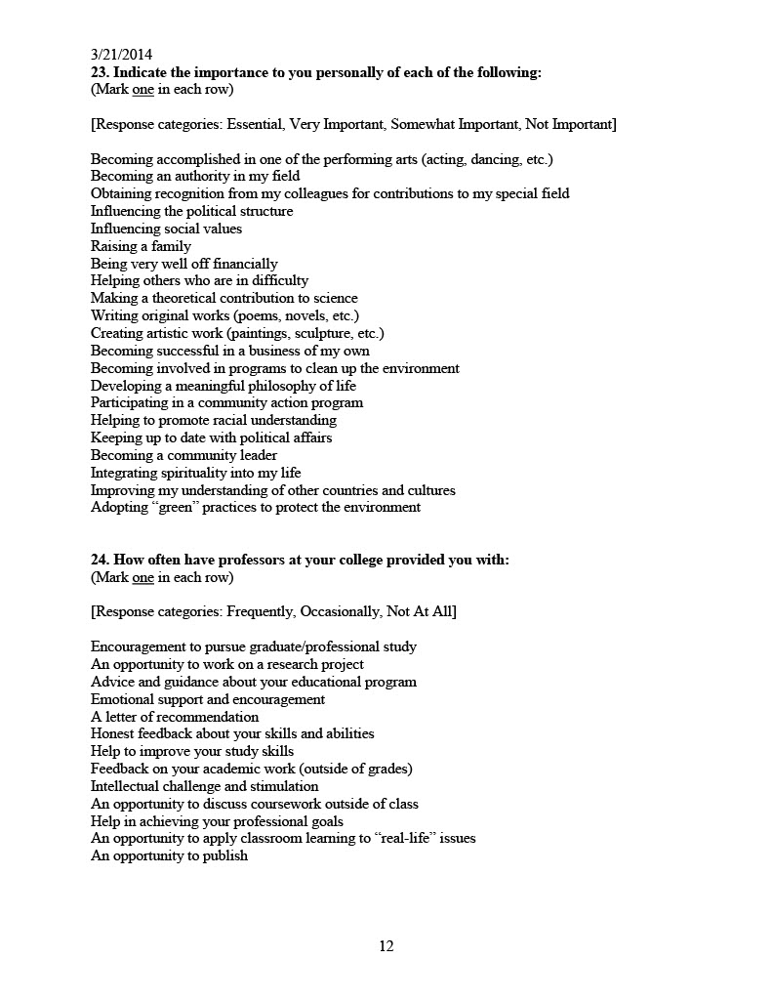 3/21/2014
23. Indicate the importance to you personally of each of the following:
(Mark one in each row)
[Response categories: Essential, Very Important, Somewhat Important, Not Important]
Becoming accomplished in one of the performing arts (acting, dancing, etc.)
Becoming an authority in my field
Obtaining recognition from my colleagues for contributions to my special field
Influencing the political structure
Influencing social values
Raising a family
Being very well off financially
Helping others who are in difficulty
Making a theoretical contribution to science
Writing original works (poems, novels, etc.)
Creating artistic work (paintings, sculpture, etc.)
Becoming successful in a business of my own
Becoming involved in programs to clean up the environment
Developing a meaningful philosophy of life
Participating in a community action program
Helping to promote racial understanding
Keeping up to date with political affairs
Becoming a community leader
Integrating spirituality into my life
Improving my understanding of other countries and cultures
Adopting “green” practices to protect the environment
24. How often have professors at your college provided you with:
(Mark one in each row)
[Response categories: Frequently, Occasionally, Not At All]
Encouragement to pursue graduate/professional study
An opportunity to work on a research project
Advice and guidance about your educational program
Emotional support and encouragement
A letter of recommendation
Honest feedback about your skills and abilities
Help to improve your study skills
Feedback on your academic work (outside of grades)
Intellectual challenge and stimulation
An opportunity to discuss coursework outside of class
Help in achieving your professional goals
An opportunity to apply classroom learning to “real-life” issues
An opportunity to publish
12